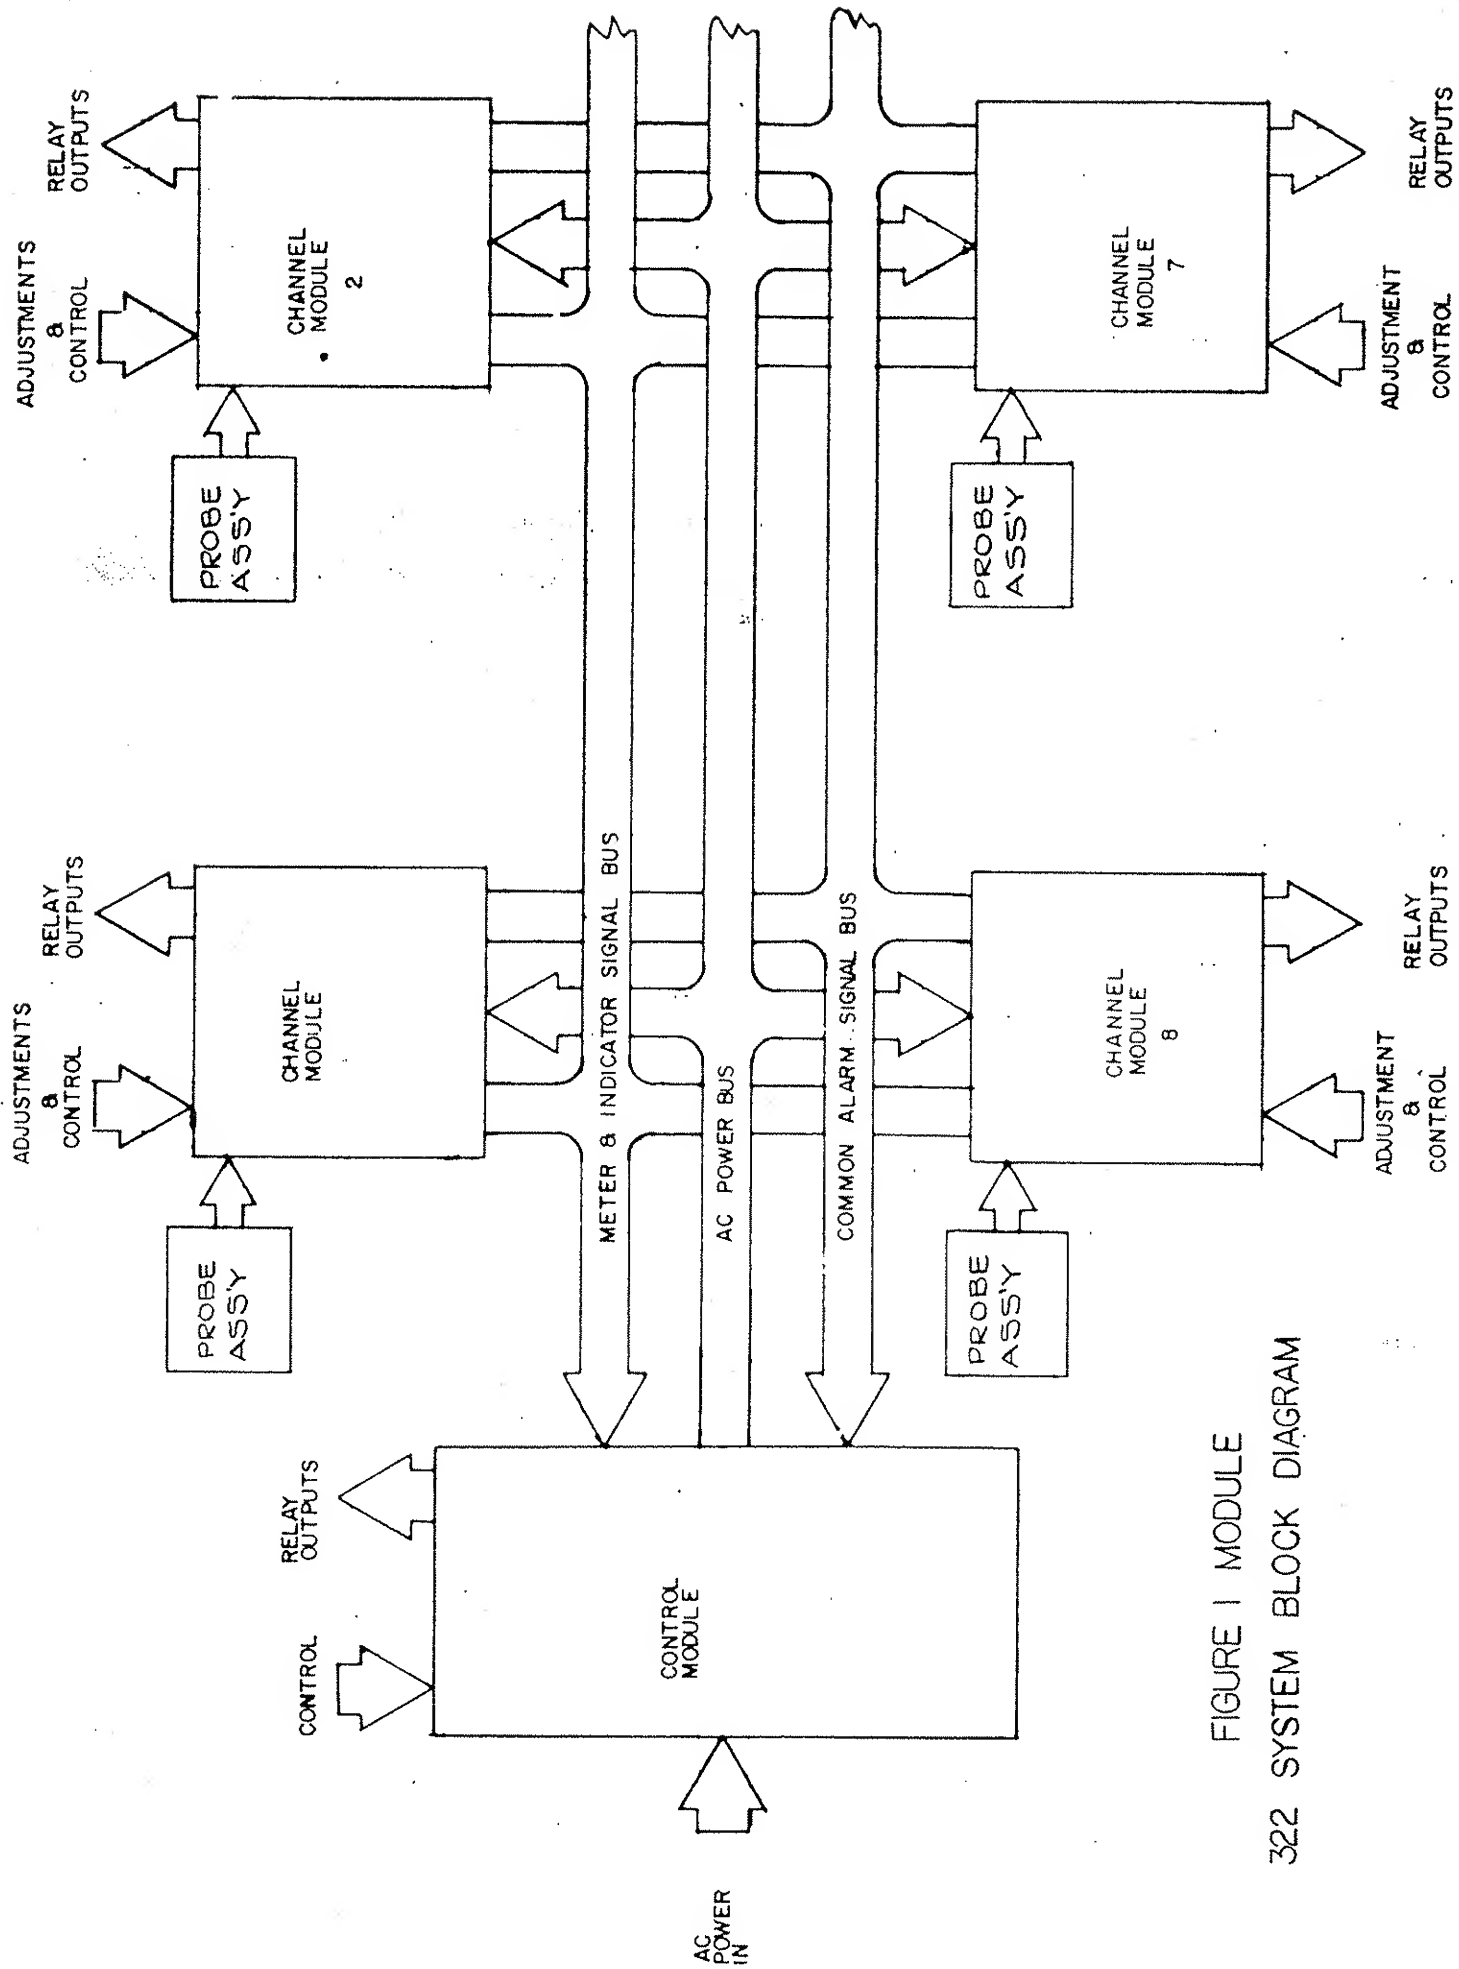 ADJUSTMENTS
&
CONTROL
RELAY
OUTPUTS
ADJUSTMENTS
&
CONTROL
RELAY
OUTPUTS
CONTROL
RELAY
OUTPUTS
PROBE
ASS'Y
CHANNEL
MODULE
PROBE
ASS'Y
CHANNEL
MODULE
2
METER & INDICATOR SIGNAL BUS
AC
POWER
IN
CONTROL
MODULE
AC POWER BUS
COMMON ALARM SIGNAL BUS
PROBE
ASS'Y
CHANNEL
MODULE
8
PROBE
ASS'Y
CHANNEL
MODULE
7
ADJUSTMENT
&
CONTROL
RELAY
OUTPUTS
ADJUSTMENT
&
CONTROL
RELAY
OUTPUTS
FIGURE 1 MODULE
322 SYSTEM BLOCK DIAGRAM